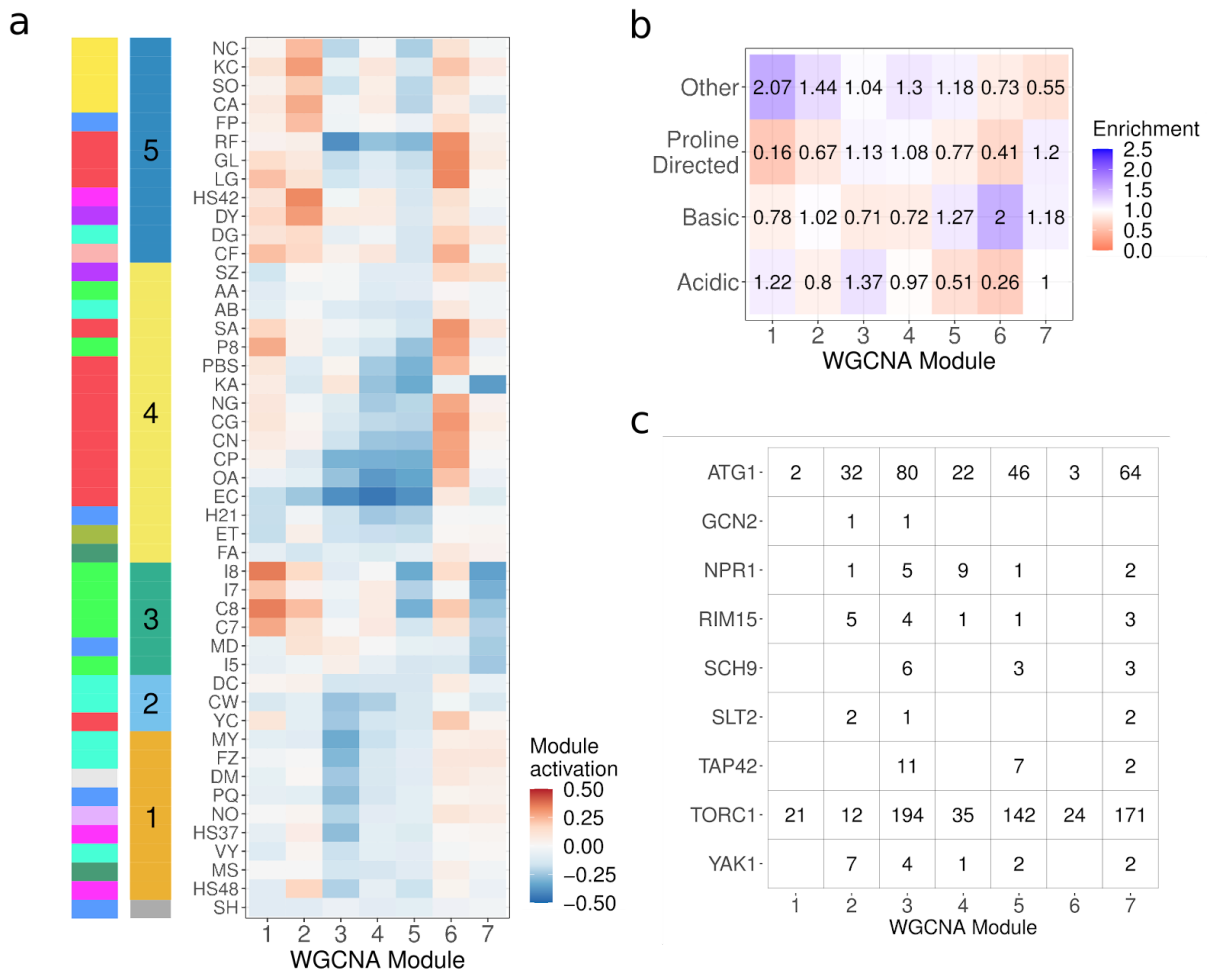 a
5
4
3
2
1
NC
KC
SO
CA
FP
RF
GL
LG
HS42
DY
DG
CF
SZ
AA
AB
SA
P8
PBS
KA
NG
CG
CN
CP
OA
EC
H21
ET
FA
I8
I7
C8
C7
MD
I5
DC
CW
YC
MY
FZ
DM
PQ
NO
HS37
VY
MS
HS48
SH
1 2 3 4 5 6 7
WGCNA Module
Module
activation
0.50
0.25
0.00
−0.25
−0.50
b
Other 2.07 1.44 1.04 1.3 1.18 0.73 0.55
Proline
Directed 0.16 0.67 1.13 1.08 0.77 0.41 1.2
Basic 0.78 1.02 0.71 0.72 1.27 2 1.18
Acidic 1.22 0.8 1.37 0.97 0.51 0.26 1
1 2 3 4 5 6 7
WGCNA Module
Enrichment
2.5
2.0
1.5
1.0
0.5
0.0
c
ATG1 2 32 80 22 46 3 64
GCN2 1 1
NPR1 1 5 9 1 2
RIM15 5 4 1 1 3
SCH9 6 3 3
SLT2 2 1 2
TAP42 11 7 2
TORC1 21 12 194 35 142 24 171
YAK1 7 4 1 2 2
1 2 3 4 5 6 7
WGCNA Module